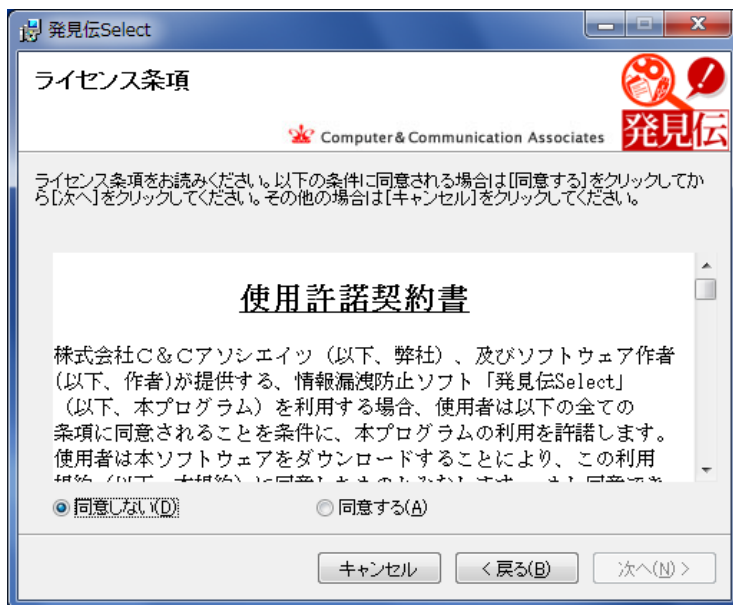 発見伝Select
ライセンス条項
Computer & Communication Associates
発見伝
ライセンス条項をお読みください。以下の条件に同意される場合は[同意する]をクリックしてか
ら[次へ]をクリックしてください。その他の場合は[キャンセル]をクリックしてください。
使用許諾契約書
株式会社C&Cアソシエイツ（以下、弊社）、及びソフトウェア作者
(以下、作者)が提供する、情報漏洩防止ソフト「発見伝Select」
（以下、本プログラム）を利用する場合、使用者は以下の全ての
条項に同意されることを条件に、本プログラムの利用を許諾します。
使用者は本ソフトウェアをダウンロードすることにより、この利用
同意しない(D)
同意する(A)
キャンセル
< 戻る(B)
次へ(N) >